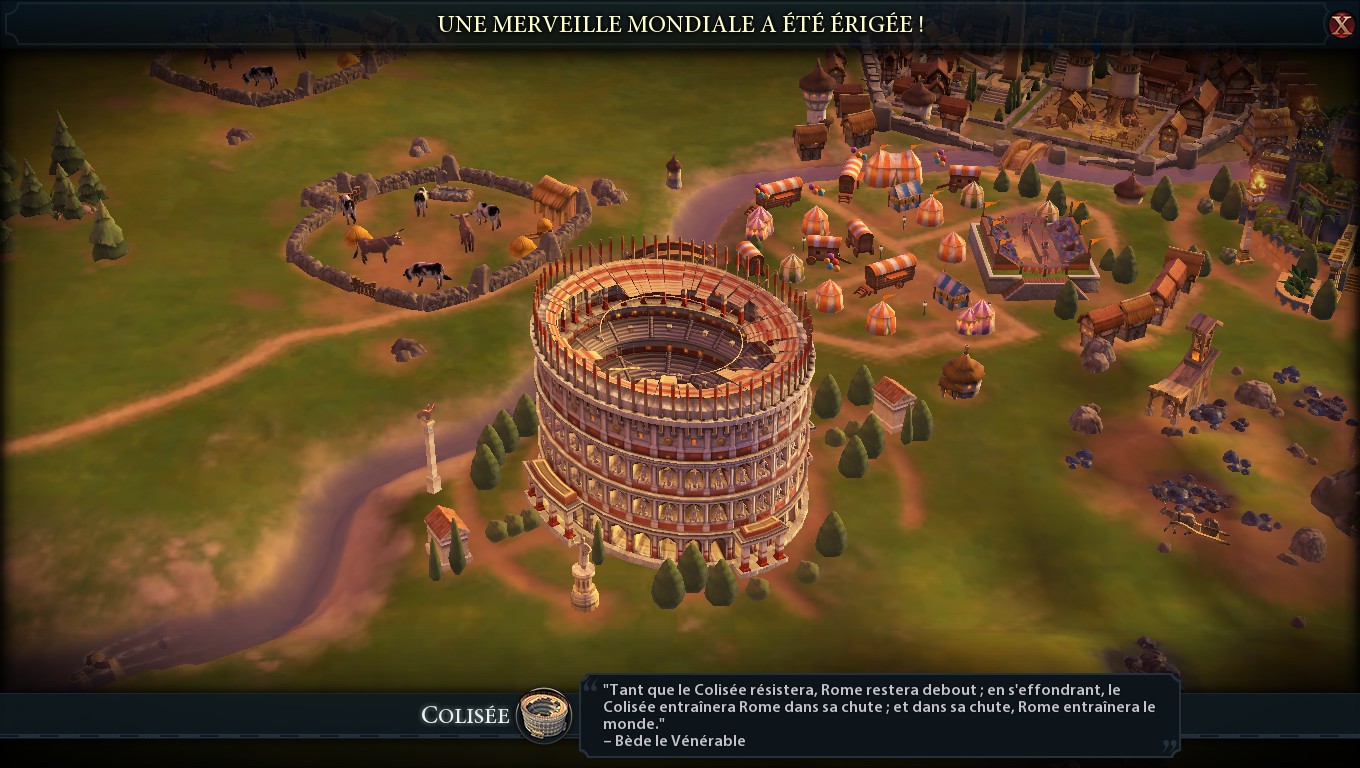 UNE MERVEILLE MONDIALE A ÉTÉ ÉRIGÉE !
X
COLISÉE
"Tant que le Colisée résistera, Rome restera debout ; en s'effondrant, le
Colisée entraînera Rome dans sa chute ; et dans sa chute, Rome entraînera le
monde."
– Bède le Vénérable